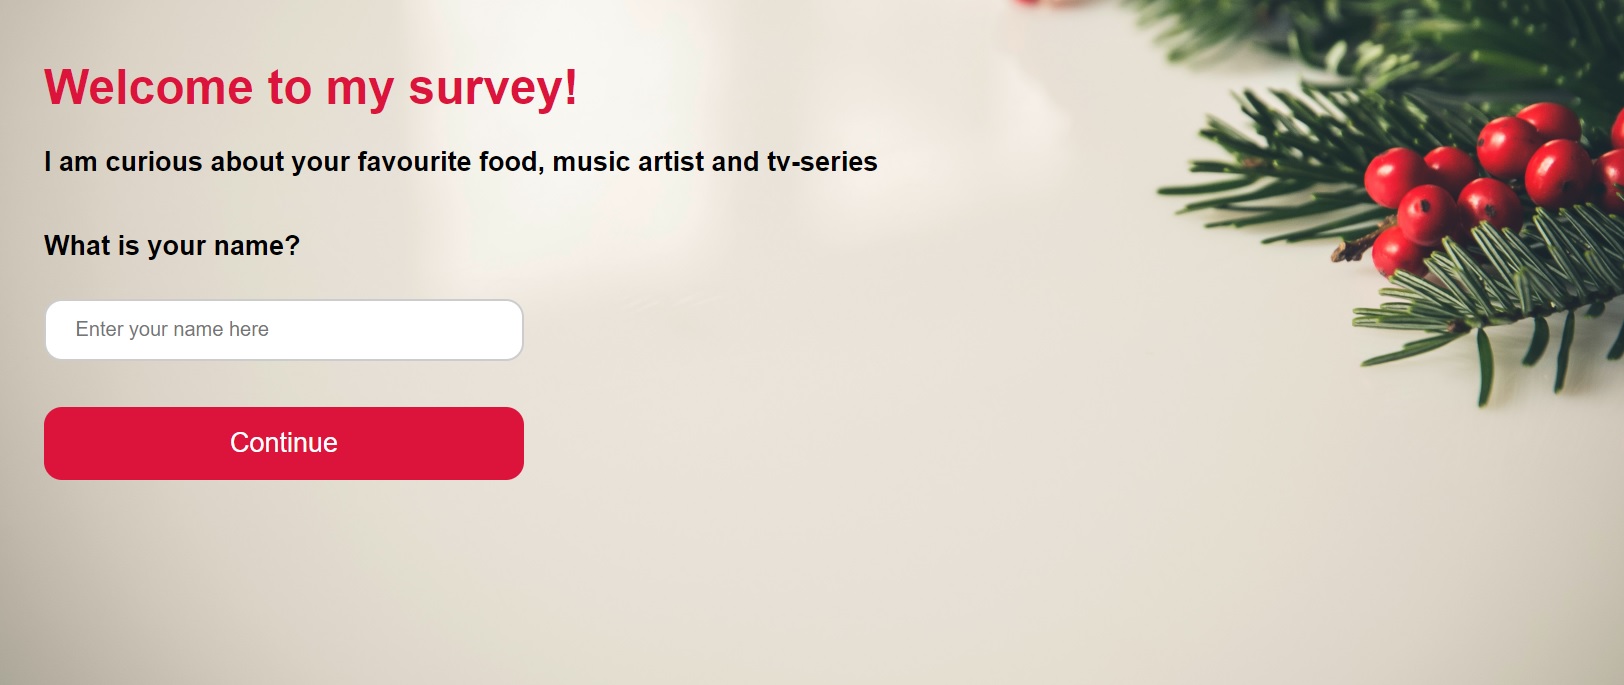 Welcome to my survey!
I am curious about your favourite food, music artist and tv-series
What is your name?
Enter your name here
Continue